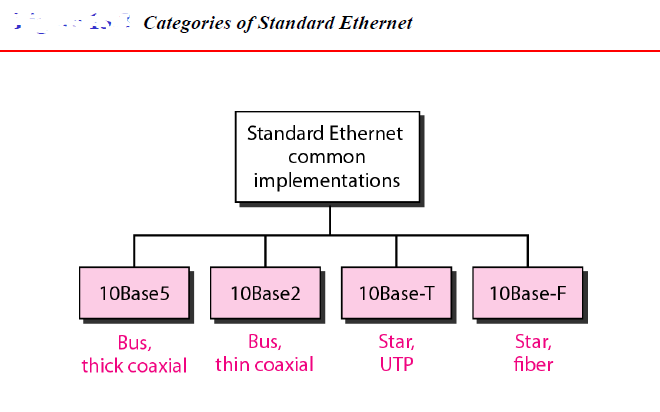 Categories of Standard Ethernet
Standard Ethernet
common
implementations
10Base5
10Base2
10Base-T
10Base-F
Bus,
thick coaxial
Bus,
thin coaxial
Star,
UTP
Star,
fiber